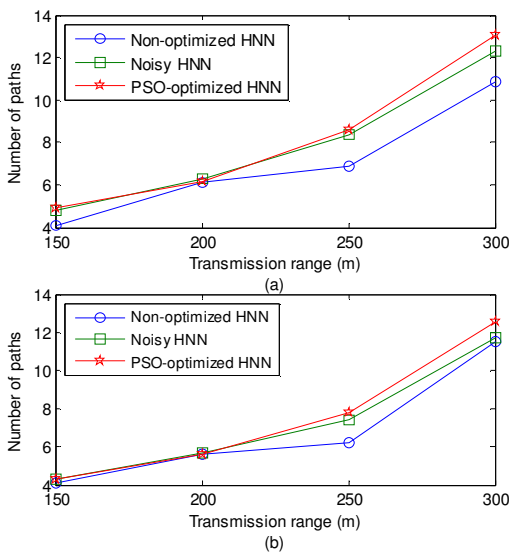 14
12
10
8
6
4
Number of paths
Non-optimized HNN
Noisy HNN
PSO-optimized HNN
150
200
250
300
Transmission range (m)
(a)
14
12
10
8
6
4
Number of paths
Non-optimized HNN
Noisy HNN
PSO-optimized HNN
150
200
250
300
Transmission range (m)
(b)